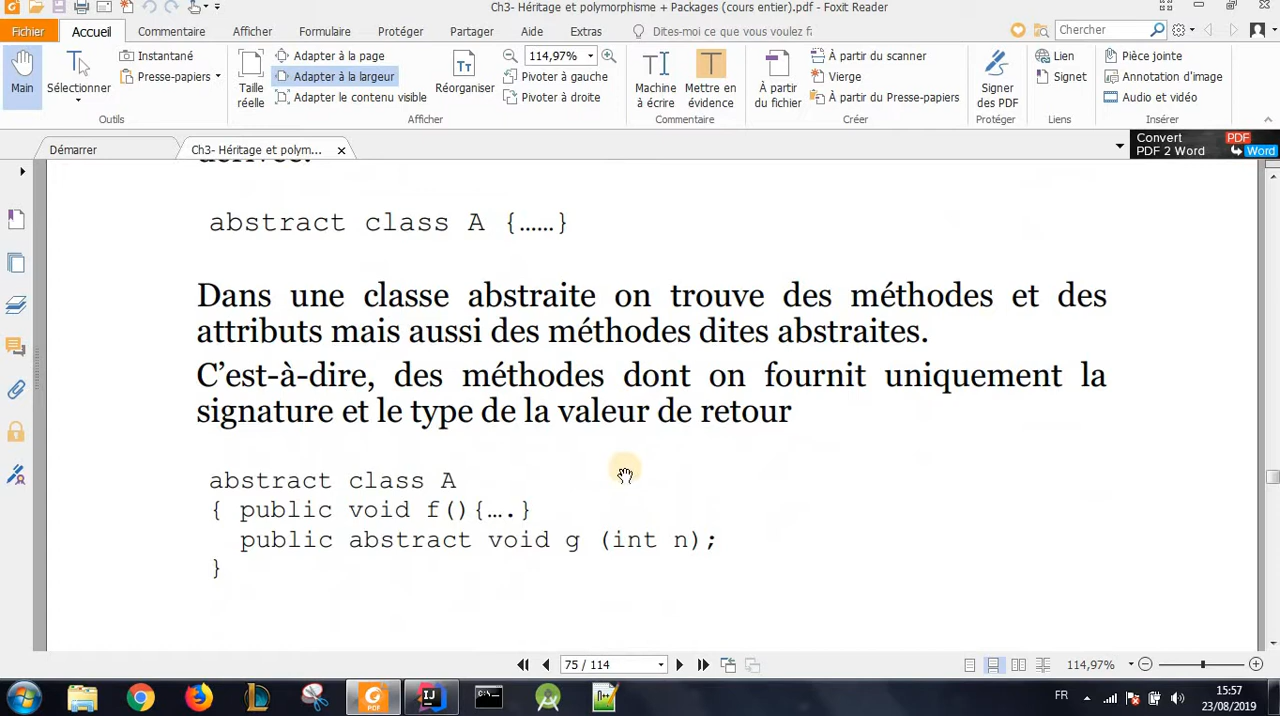 Ch3- Héritage et polymorphisme + Packages (cours entier).pdf - Foxit Reader
Fichier Accueil Commentaire Afficher Formulaire Protéger Partager Aide Extras Dites-moi ce que vous voulez f. Chercher
Main
Sélectionner
Instantané
Presse-papiers
Outils
Taille réelle
Adapter à la page
Adapter à la largeur
Adapter le contenu visible
Réorganiser
114,97%
Pivoter à gauche
Pivoter à droite
Afficher
Machine à écrire
Mettre en évidence
Commentaire
À partir du fichier
À partir du scanner
Vierge
À partir du Presse-papiers
Créer
Signer des PDF
Protéger
Lien
Signet
Liens
Pièce jointe
Annotation d'image
Audio et vidéo
Insérer
Démarrer
Ch3- Héritage et polym...
Convert PDF
PDF 2 Word Word
abstract class A {……}
Dans une classe abstraite on trouve des méthodes et des
attributs mais aussi des méthodes dites abstraites.
C’est-à-dire, des méthodes dont on fournit uniquement la
signature et le type de la valeur de retour
abstract class A
{ public void f(){….}
public abstract void g (int n);
}
75 / 114
114,97%
FR
15:57
23/08/2019